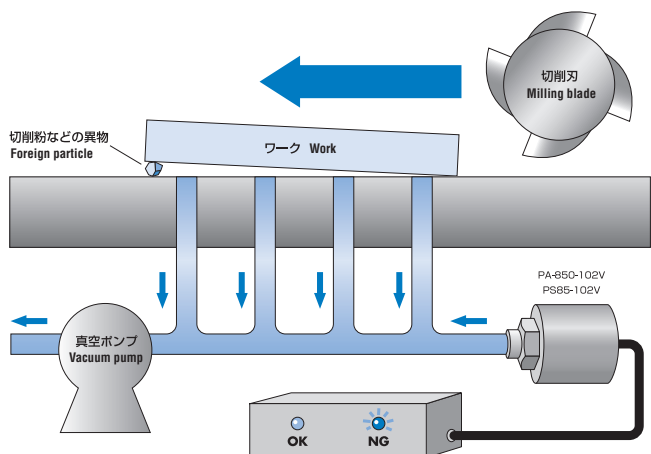 切削刃
Milling blade
切削粉などの異物
Foreign particle
ワーク Work
PA-850-102V
PS85-102V
真空ポンプ
Vacuum pump
OK
NG